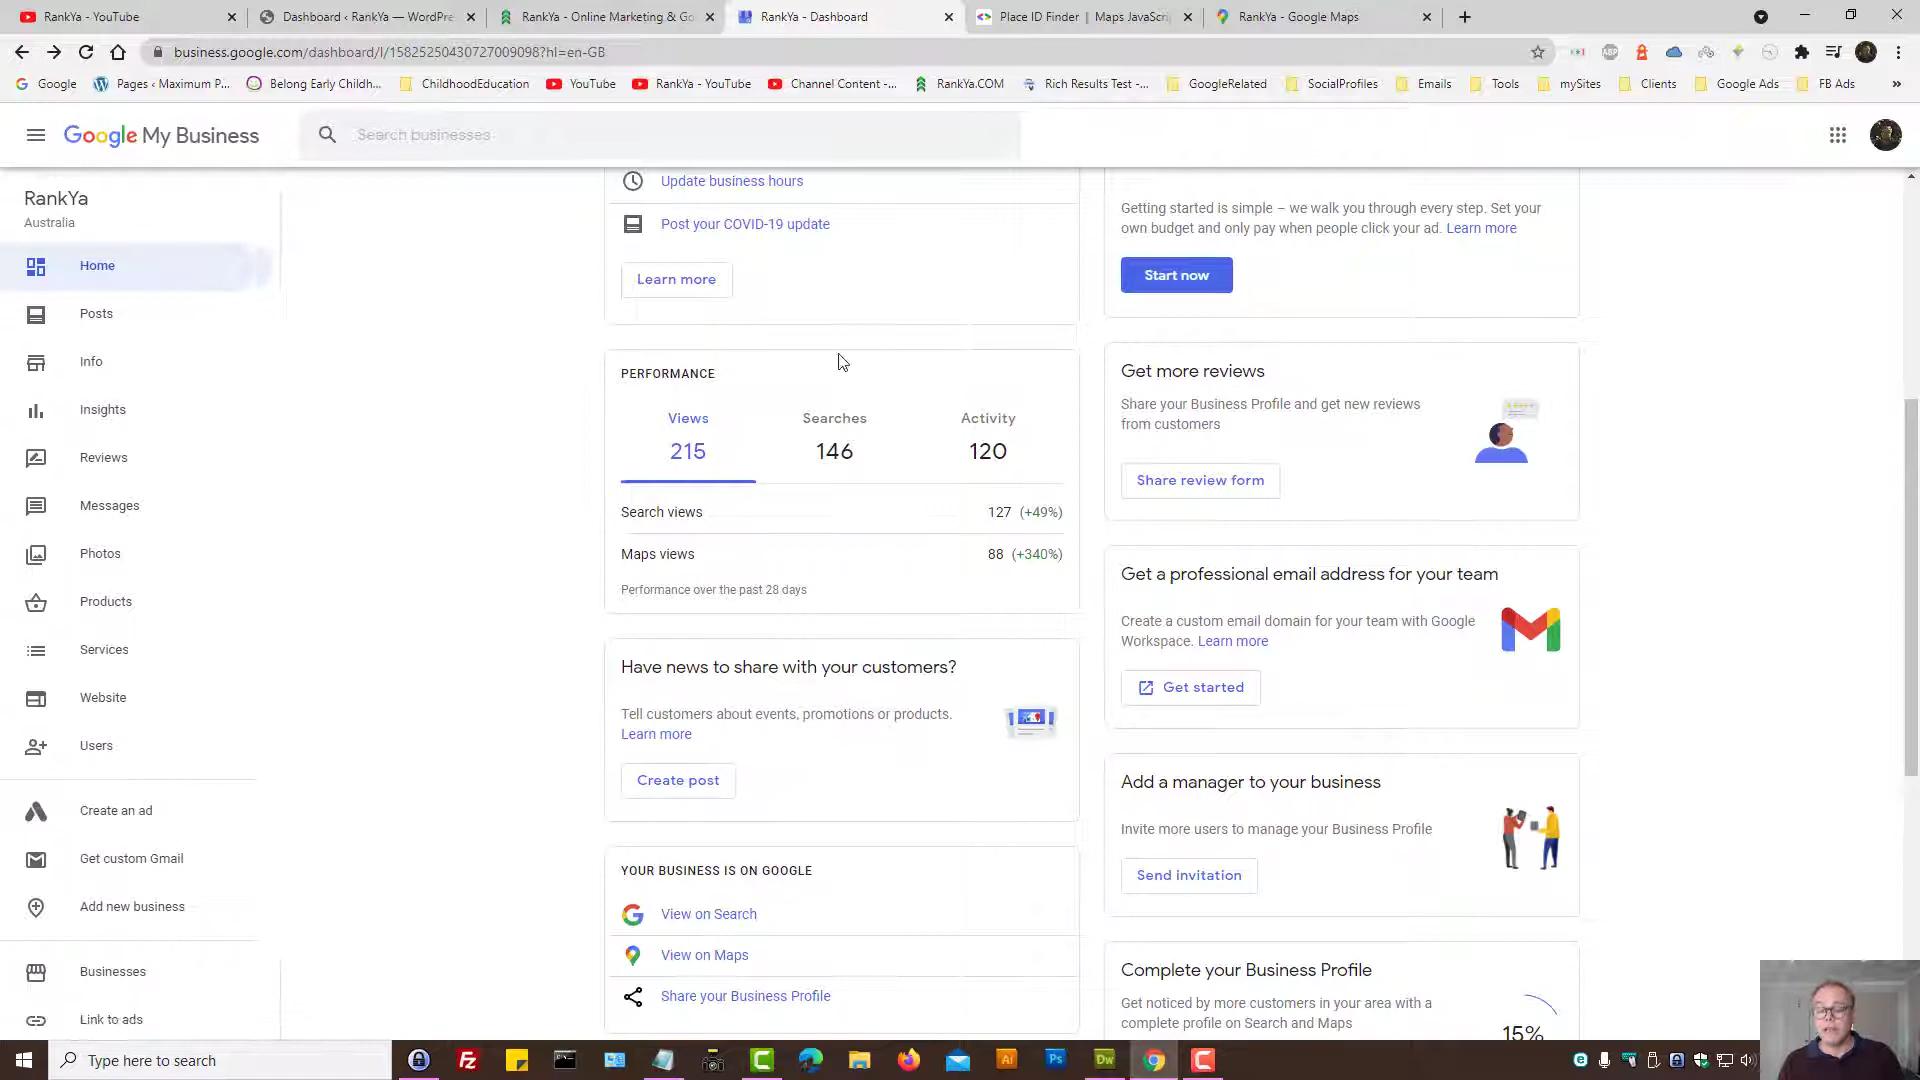 RankYa - YouTube
Dashboard ‹ RankYa — WordPre
RankYa - Online Marketing & Go
RankYa - Dashboard
Place ID Finder | Maps JavaScri
RankYa - Google Maps
business.google.com/dashboard/l/15825250430727009098?hl=en-GB
Google
Pages ‹ Maximum P...
Belong Early Childh...
ChildhoodEducation
YouTube
RankYa - YouTube
Channel Content -...
RankYa.COM
Rich Results Test -...
GoogleRelated
SocialProfiles
Emails
Tools
mySites
Clients
Google Ads
FB Ads
»
Google My Business
Search businesses
RankYa
Australia
Home
Posts
Info
Insights
Reviews
Messages
Photos
Products
Services
Website
Users
Create an ad
Get custom Gmail
Add new business
Businesses
Link to ads
Update business hours
Post your COVID-19 update
Learn more
PERFORMANCE
Views
215
Searches
146
Activity
120
Search views 127 (+49%)
Maps views 88 (+340%)
Performance over the past 28 days
Have news to share with your customers?
Tell customers about events, promotions or products.
Learn more
Create post
YOUR BUSINESS IS ON GOOGLE
View on Search
View on Maps
Share your Business Profile
Getting started is simple – we walk you through every step. Set your
own budget and only pay when people click your ad. Learn more
Start now
Get more reviews
Share your Business Profile and get new reviews
from customers
Share review form
Get a professional email address for your team
Create a custom email domain for your team with Google
Workspace. Learn more
Get started
Add a manager to your business
Invite more users to manage your Business Profile
Send invitation
Complete your Business Profile
Get noticed by more customers in your area with a
complete profile on Search and Maps
15%
Type here to search
Fz
Ai
Ps
Dw